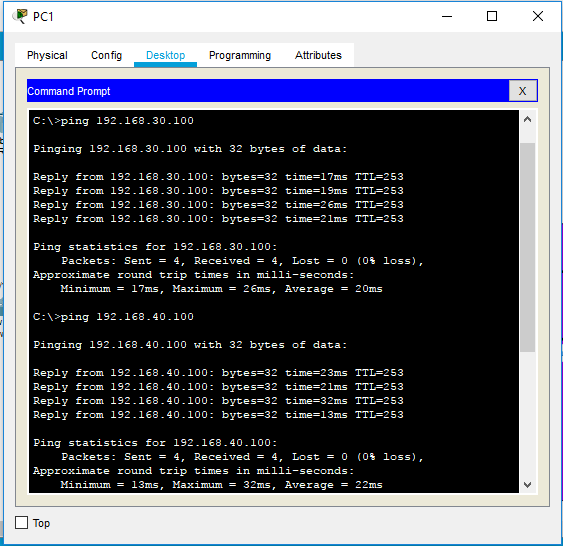 PC1
Physical Config Desktop Programming Attributes
Command Prompt X
C:\>ping 192.168.30.100
Pinging 192.168.30.100 with 32 bytes of data:
Reply from 192.168.30.100: bytes=32 time=17ms TTL=253
Reply from 192.168.30.100: bytes=32 time=19ms TTL=253
Reply from 192.168.30.100: bytes=32 time=26ms TTL=253
Reply from 192.168.30.100: bytes=32 time=21ms TTL=253
Ping statistics for 192.168.30.100:
Packets: Sent = 4, Received = 4, Lost = 0 (0% loss),
Approximate round trip times in milli-seconds:
Minimum = 17ms, Maximum = 26ms, Average = 20ms
C:\>ping 192.168.40.100
Pinging 192.168.40.100 with 32 bytes of data:
Reply from 192.168.40.100: bytes=32 time=23ms TTL=253
Reply from 192.168.40.100: bytes=32 time=21ms TTL=253
Reply from 192.168.40.100: bytes=32 time=32ms TTL=253
Reply from 192.168.40.100: bytes=32 time=13ms TTL=253
Ping statistics for 192.168.40.100:
Packets: Sent = 4, Received = 4, Lost = 0 (0% loss),
Approximate round trip times in milli-seconds:
Minimum = 13ms, Maximum = 32ms, Average = 22ms
Top